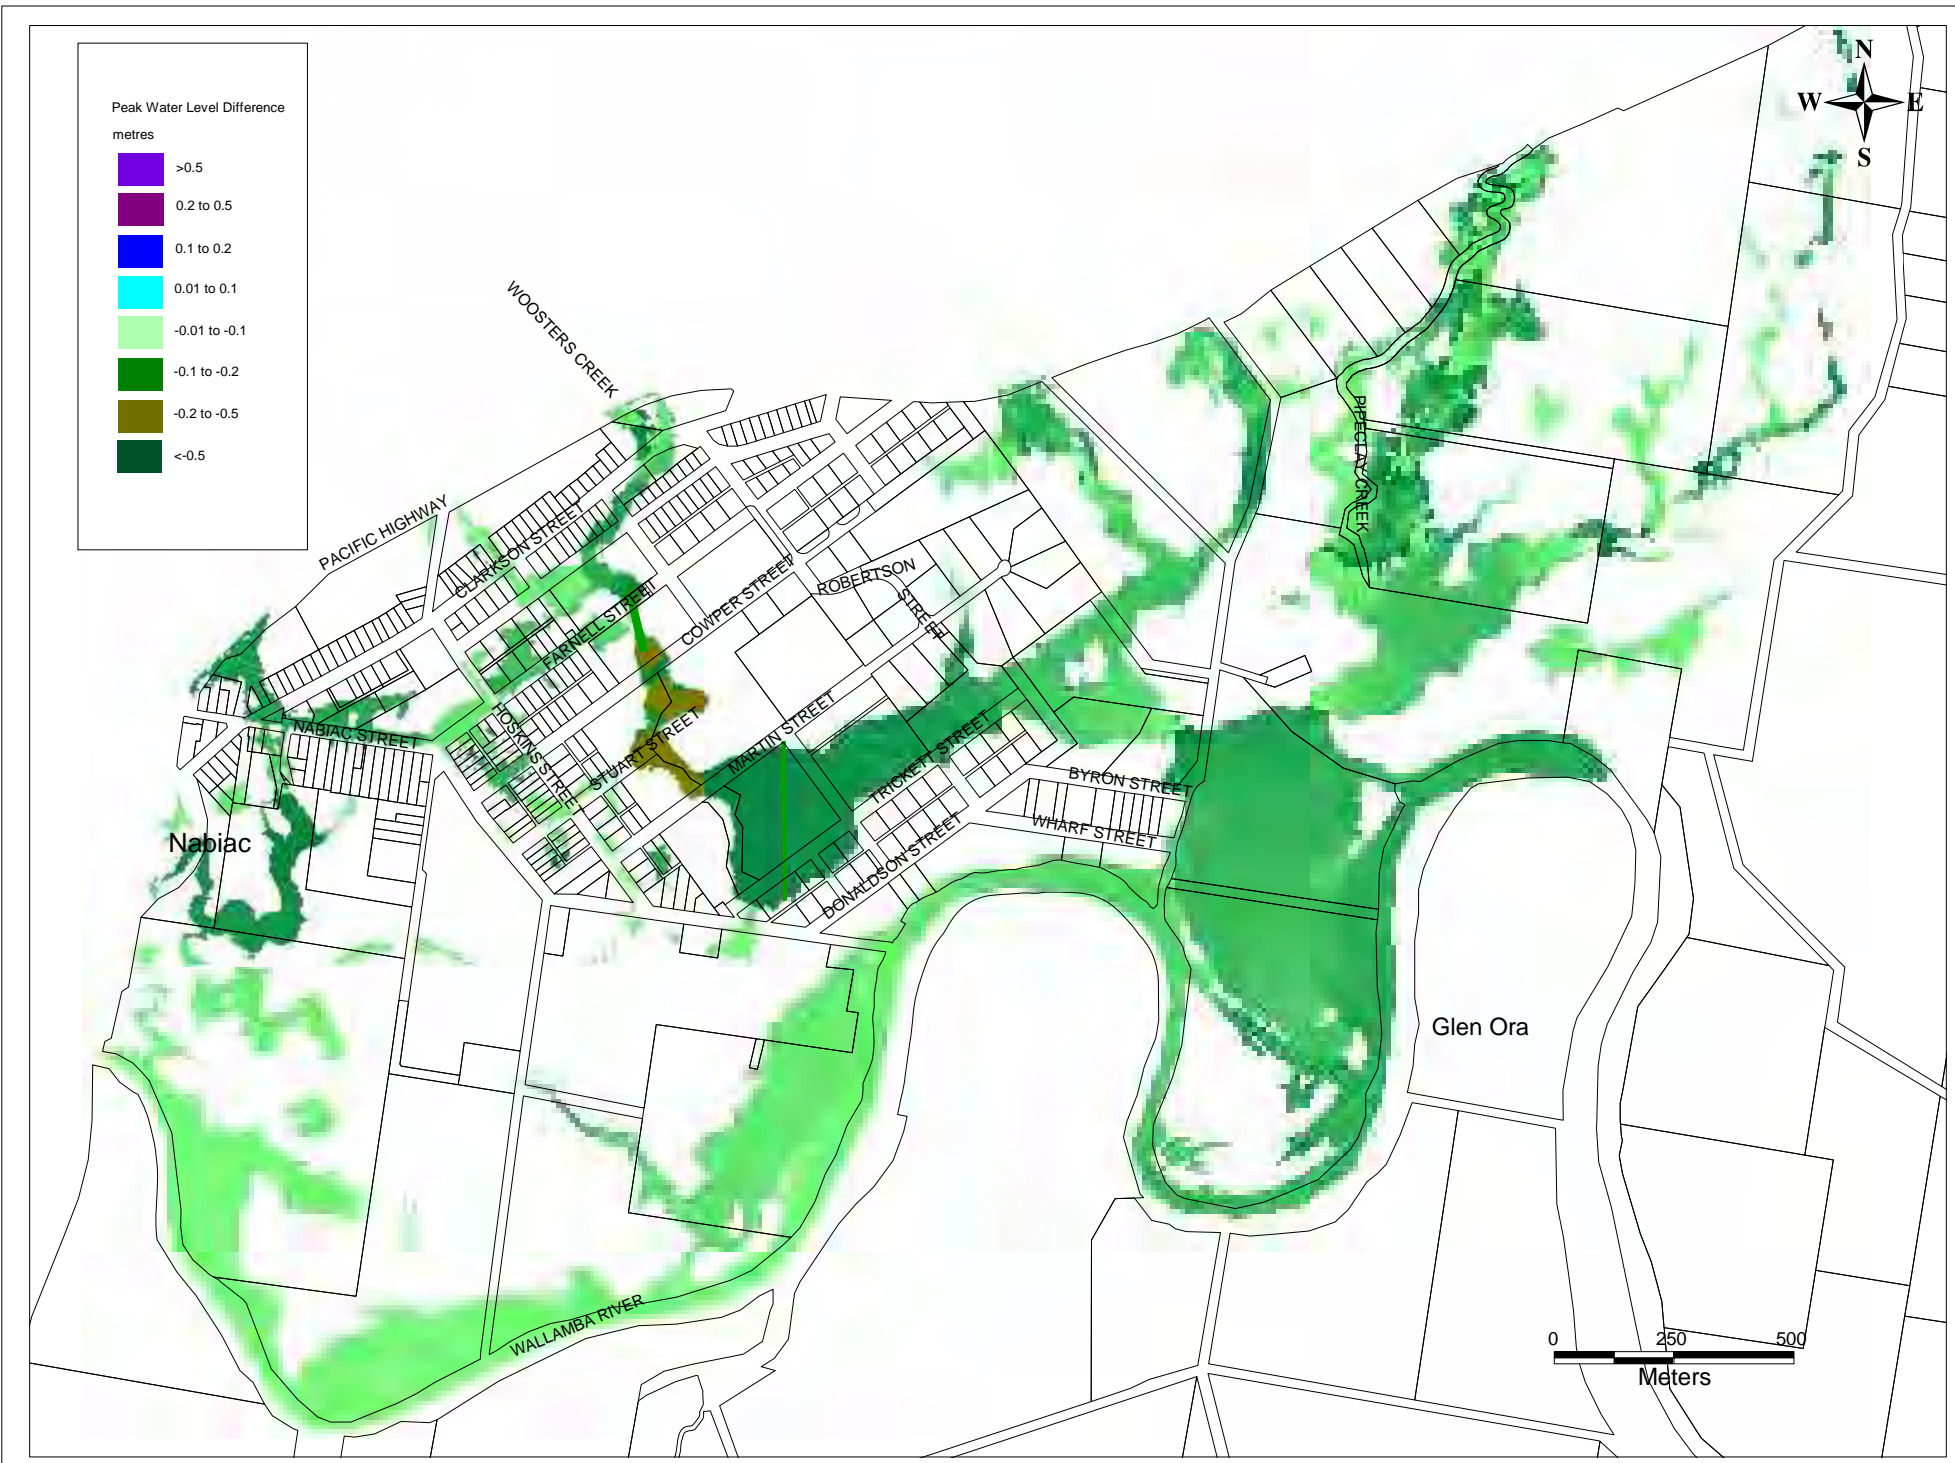 Peak Water Level Difference
metres
>0.5
0.2 to 0.5
0.1 to 0.2
0.01 to 0.1
-0.01 to -0.1
-0.1 to -0.2
-0.2 to -0.5
<-0.5
N
W
E
S
WOOSTERS CREEK
PACIFIC HIGHWAY
CLARKSON STREET
PIPECLAY CREEK
FARNELL STREET
COWPER STREET
ROBERTSON
STREET
NABIAC STREET
HOSKINS STREET
STUART STREET
MARTIN STREET
TRICKETT STREET
BYRON STREET
WHARF STREET
DONALDSON STREET
Nabiac
Glen Ora
WALLAMBA RIVER
0
250
500
Meters